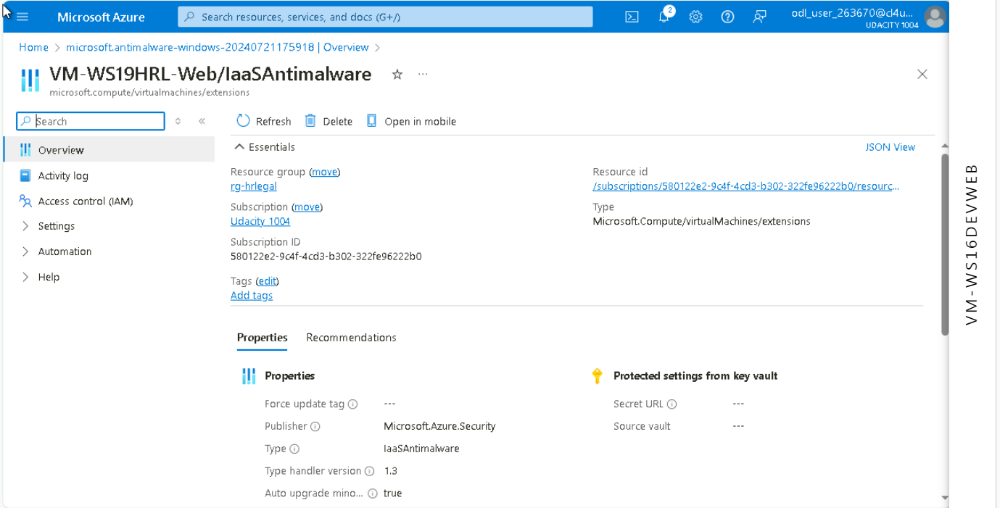 Microsoft Azure
Search resources, services, and docs (G+/)
2
odl_user_263670@cl4u...
UDACITY 1004
Home > microsoft.antimalware-windows-20240721175918 | Overview >
VM-WS19HRL-Web/IaaSAntimalware
microsoft.compute/virtualmachines/extensions
Search
Refresh Delete Open in mobile
Overview
Activity log
Access control (IAM)
Settings
Automation
Help
Essentials
JSON View
Resource group (move)
rg-hrlegal
Subscription (move)
Udacity 1004
Subscription ID
580122e2-9c4f-4cd3-b302-322fe96222b0
Tags (edit)
Add tags
Resource id
/subscriptions/580122e2-9c4f-4cd3-b302-322fe96222b0/resourc...
Type
Microsoft.Compute/virtualMachines/extensions
Properties Recommendations
Properties
Force update tag ---
Publisher Microsoft.Azure.Security
Type IaaSAntimalware
Type handler version 1.3
Auto upgrade mino... true
Protected settings from key vault
Secret URL ---
Source vault ---
VM-WS16DEVWEB